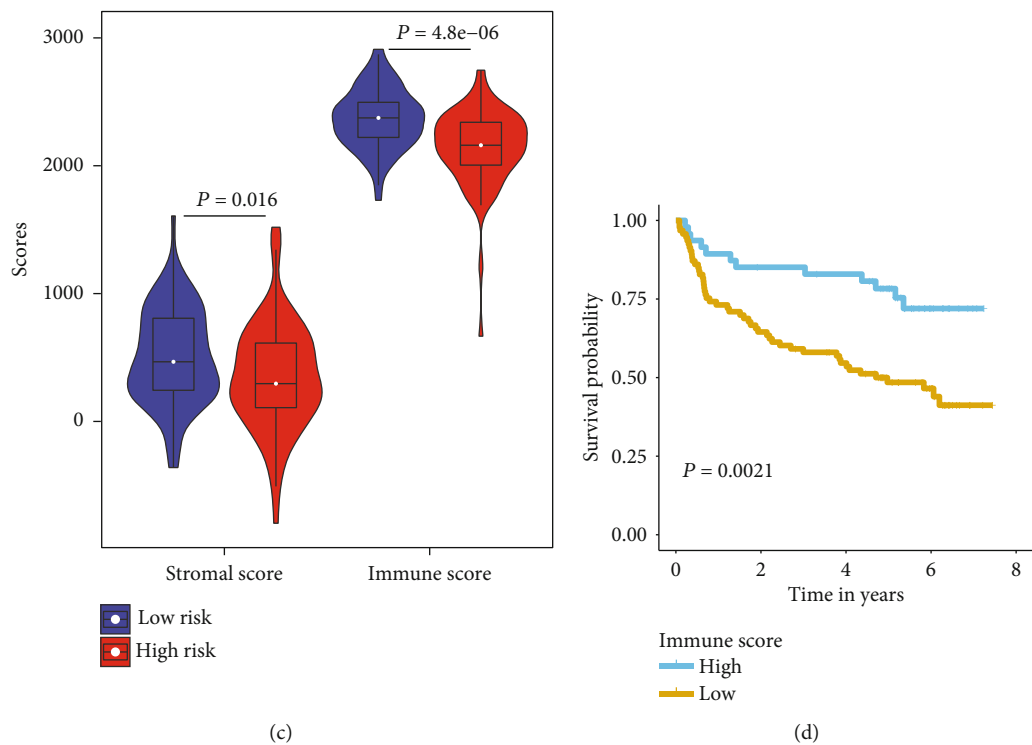 3000
2000
1000
0
Scores
P = 4.8e−06
P = 0.016
Stromal score
Immune score
Low risk
High risk
(c)
1.00
0.75
0.50
0.25
0.00
Survival probability
P = 0.0021
0 2 4 6 8
Time in years
Immune score
High
Low
(d)